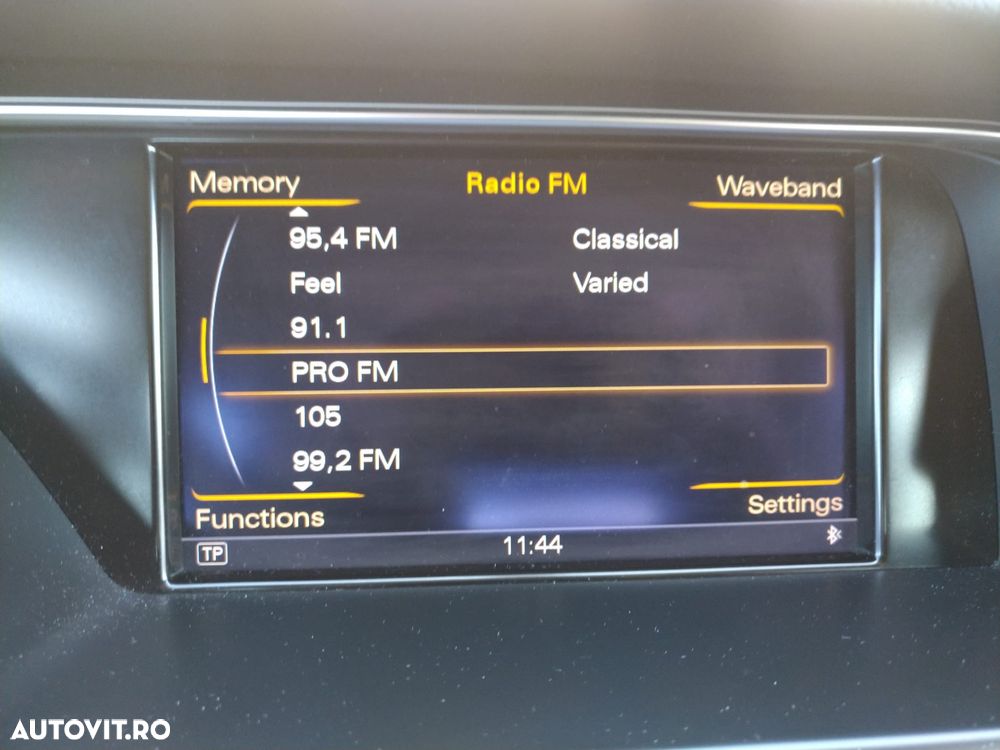 Memory Radio FM Waveband
95,4 FM Classical
Feel Varied
91.1
PRO FM
105
99,2 FM
Functions Settings
TP 11:44
AUTOVIT.RO